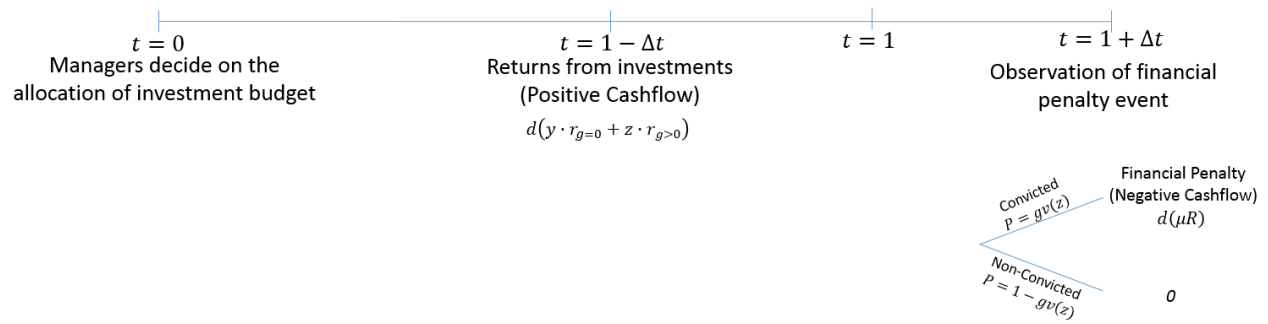 t = 0
Managers decide on the
allocation of investment budget
t = 1 − Δt
Returns from investments
(Positive Cashflow)
d(y · r_{g=0} + z · r_{g>0})
t = 1
t = 1 + Δt
Observation of financial
penalty event
Convicted
P = gv(z)
Financial Penalty
(Negative Cashflow)
d(μR)
Non-Convicted
P = 1 − gv(z)
0